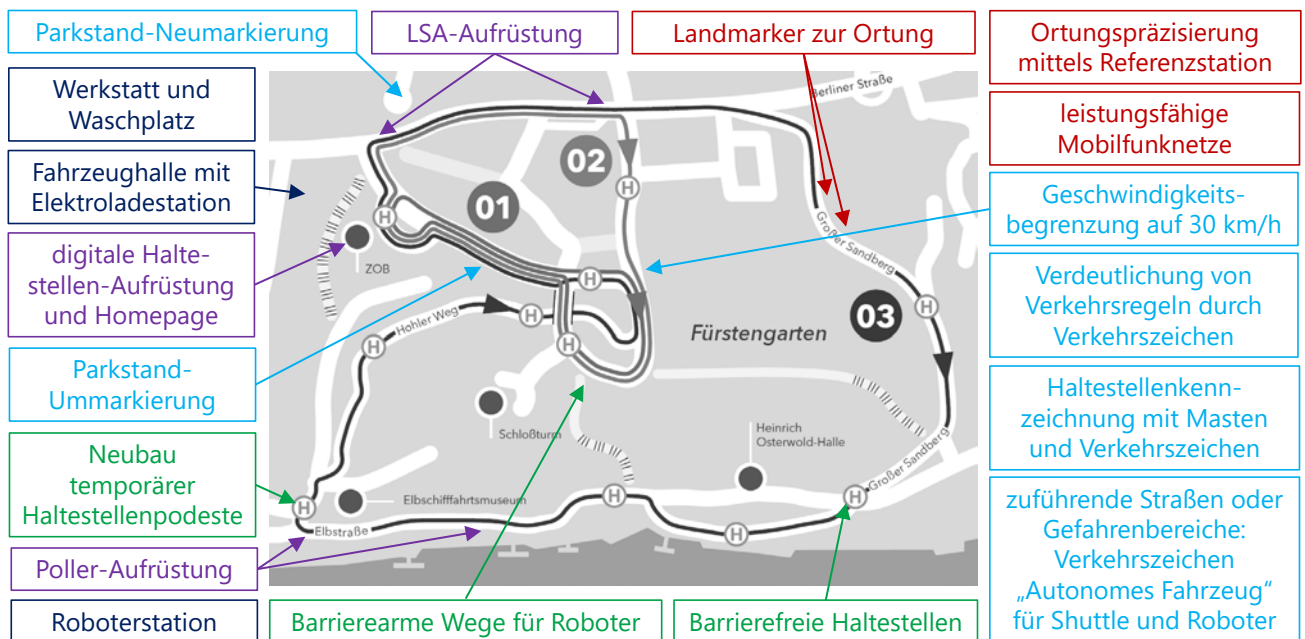 Parkstand-Neumarkierung
LSA-Aufrüstung
Landmarker zur Ortung
Ortungspräzisierung
mittels Referenzstation
Werkstatt und
Waschplatz
leistungsfähige
Mobilfunknetze
Fahrzeughalle mit
Elektroladestation
Geschwindigkeits-
begrenzung auf 30 km/h
digitale Halte-
stellen-Aufrüstung
und Homepage
Verdeutlichung von
Verkehrsregeln durch
Verkehrszeichen
Parkstand-
Ummarkierung
Haltestellenkenn-
zeichnung mit Masten
und Verkehrszeichen
Neubau
temporärer
Haltestellenpodeste
zuführende Straßen oder
Gefahrenbereiche:
Verkehrszeichen
„Autonomes Fahrzeug“
für Shuttle und Roboter
Poller-Aufrüstung
Roboterstation
Barrierearme Wege für Roboter
Barrierefreie Haltestellen
Berliner Straße
02
H
01
H
Großer Sandberg
ZOB
H
H
03
Hohler Weg
H
Fürstengarten
H
H
Schloßturm
Heinrich
Osterwold-Halle
Großer Sandberg
Elbschifffahrtsmuseum
H
H
H
Elbstraße
H